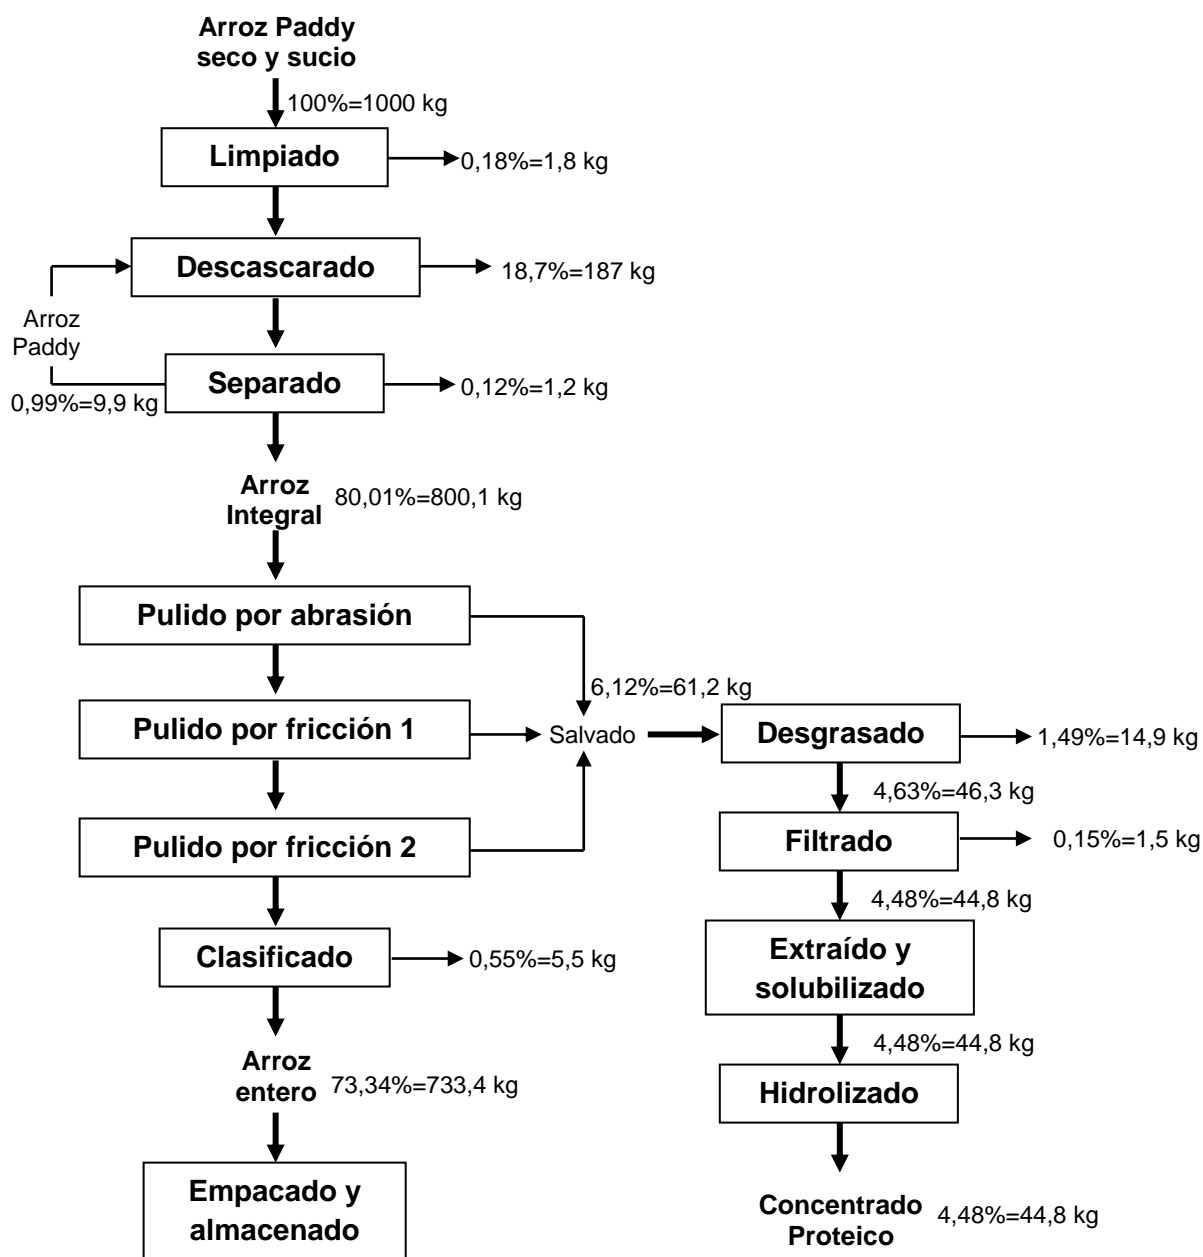 Arroz Paddy
seco y sucio
100%=1000 kg
Limpiado
0,18%=1,8 kg
Descascarado
18,7%=187 kg
Arroz
Paddy
Separado
0,12%=1,2 kg
0,99%=9,9 kg
Arroz
Integral
80,01%=800,1 kg
Pulido por abrasión
6,12%=61,2 kg
Pulido por fricción 1
Salvado
Desgrasado
1,49%=14,9 kg
4,63%=46,3 kg
Pulido por fricción 2
Filtrado
0,15%=1,5 kg
4,48%=44,8 kg
Clasificado
0,55%=5,5 kg
Extraído y
solubilizado
4,48%=44,8 kg
Arroz
entero
73,34%=733,4 kg
Hidrolizado
Empacado y
almacenado
Concentrado
Proteico
4,48%=44,8 kg